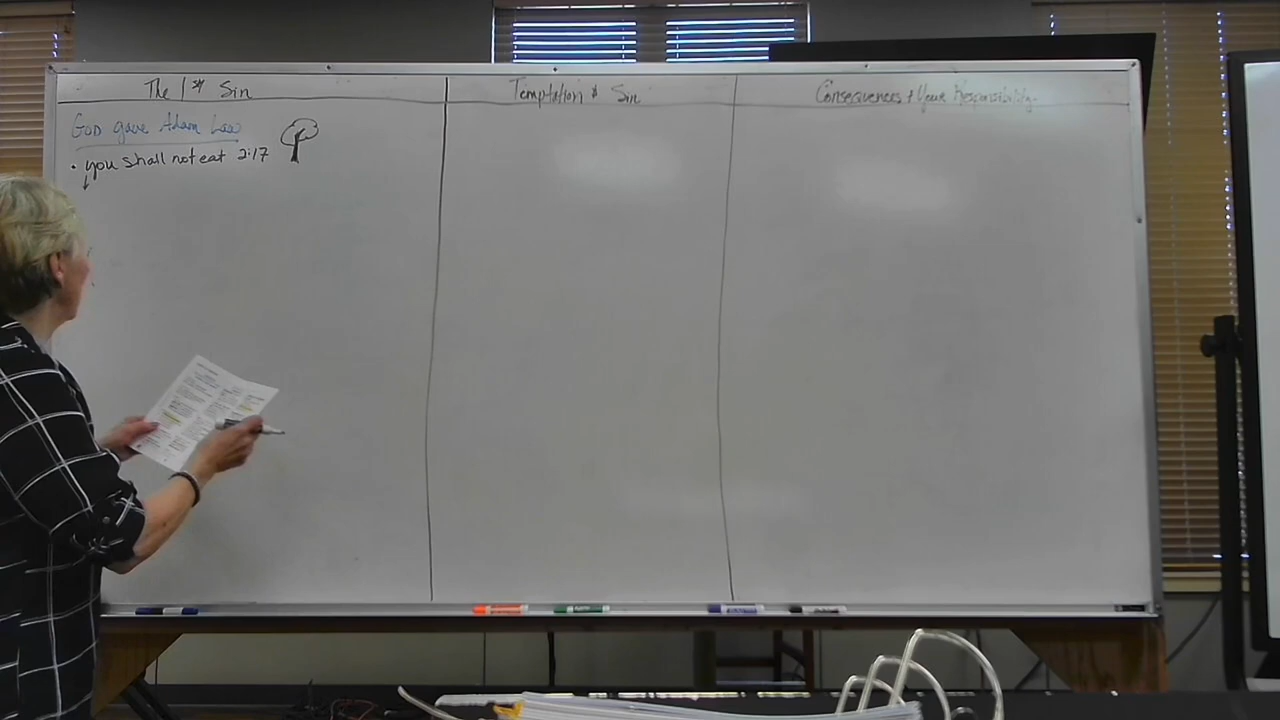 The 1st Sin
Temptation & Sin
Consequences & Your Responsibility
God gave Adam Law
• you shall not eat 2:17